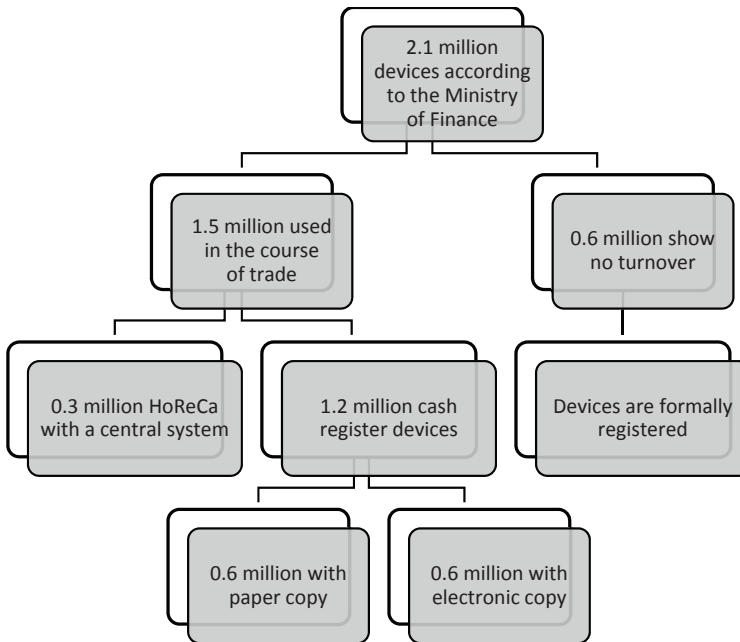 2.1 million
devices according
to the Ministry
of Finance
1.5 million used
in the course
of trade
0.6 million show
no turnover
0.3 million HoReCa
with a central system
1.2 million cash
register devices
Devices are formally
registered
0.6 million with
paper copy
0.6 million with
electronic copy